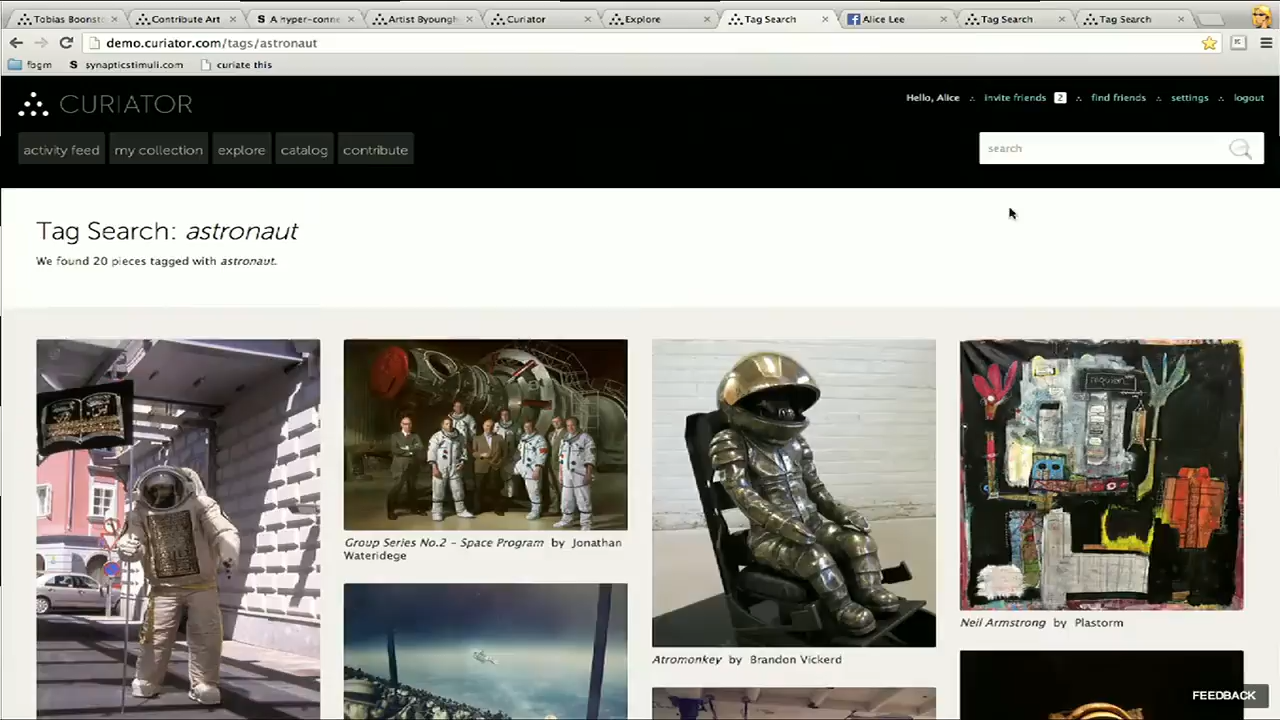 Tobias Boonsto
Contribute Art
A hyper-conne
Artist Byoungh
Curiator
Explore
Tag Search
Alice Lee
Tag Search
Tag Search
demo.curiator.com/tags/astronaut
fbgm
synapticstimuli.com
curiate this
CURIATOR
Hello, Alice
invite friends 2
find friends
settings
logout
activity feed
my collection
explore
catalog
contribute
search
Tag Search: astronaut
We found 20 pieces tagged with astronaut.
Group Series No.2 - Space Program by Jonathan
Wateridege
Atromonkey by Brandon Vickerd
Neil Armstrong by Plastorm
FEEDBACK